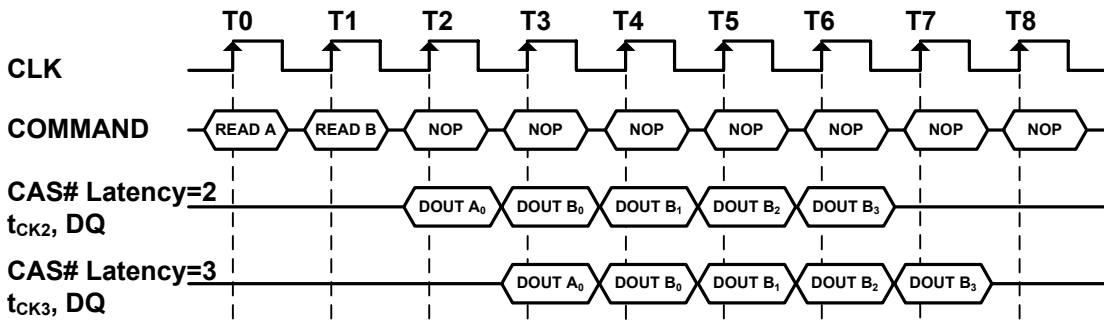 T0 T1 T2 T3 T4 T5 T6 T7 T8
CLK
COMMAND READ A READ B NOP NOP NOP NOP NOP NOP NOP
CAS# Latency=2
tCK2, DQ DOUT A0 DOUT B0 DOUT B1 DOUT B2 DOUT B3
CAS# Latency=3
tCK3, DQ DOUT A0 DOUT B0 DOUT B1 DOUT B2 DOUT B3